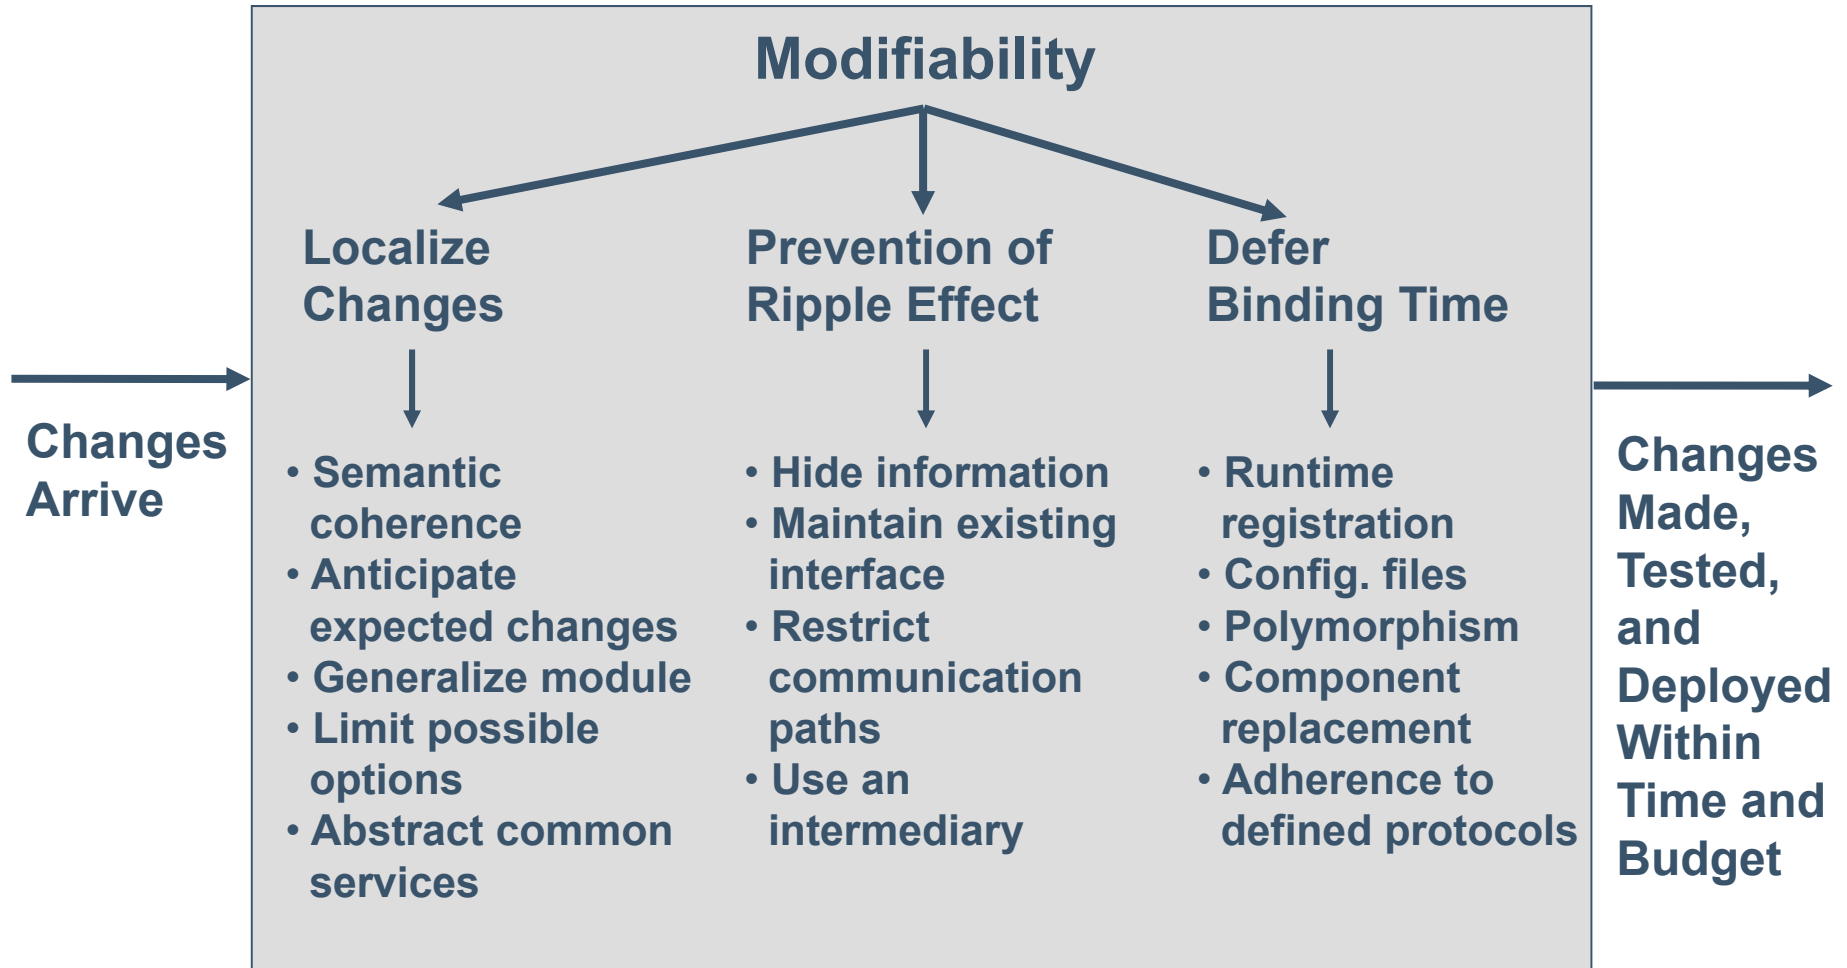 Modifiability
Localize
Changes
Prevention of
Ripple Effect
Defer
Binding Time
Changes
Arrive
• Semantic
coherence
• Anticipate
expected changes
• Generalize module
• Limit possible
options
• Abstract common
services
• Hide information
• Maintain existing
interface
• Restrict
communication
paths
• Use an
intermediary
• Runtime
registration
• Config. files
• Polymorphism
• Component
replacement
• Adherence to
defined protocols
Changes
Made,
Tested,
and
Deployed
Within
Time and
Budget